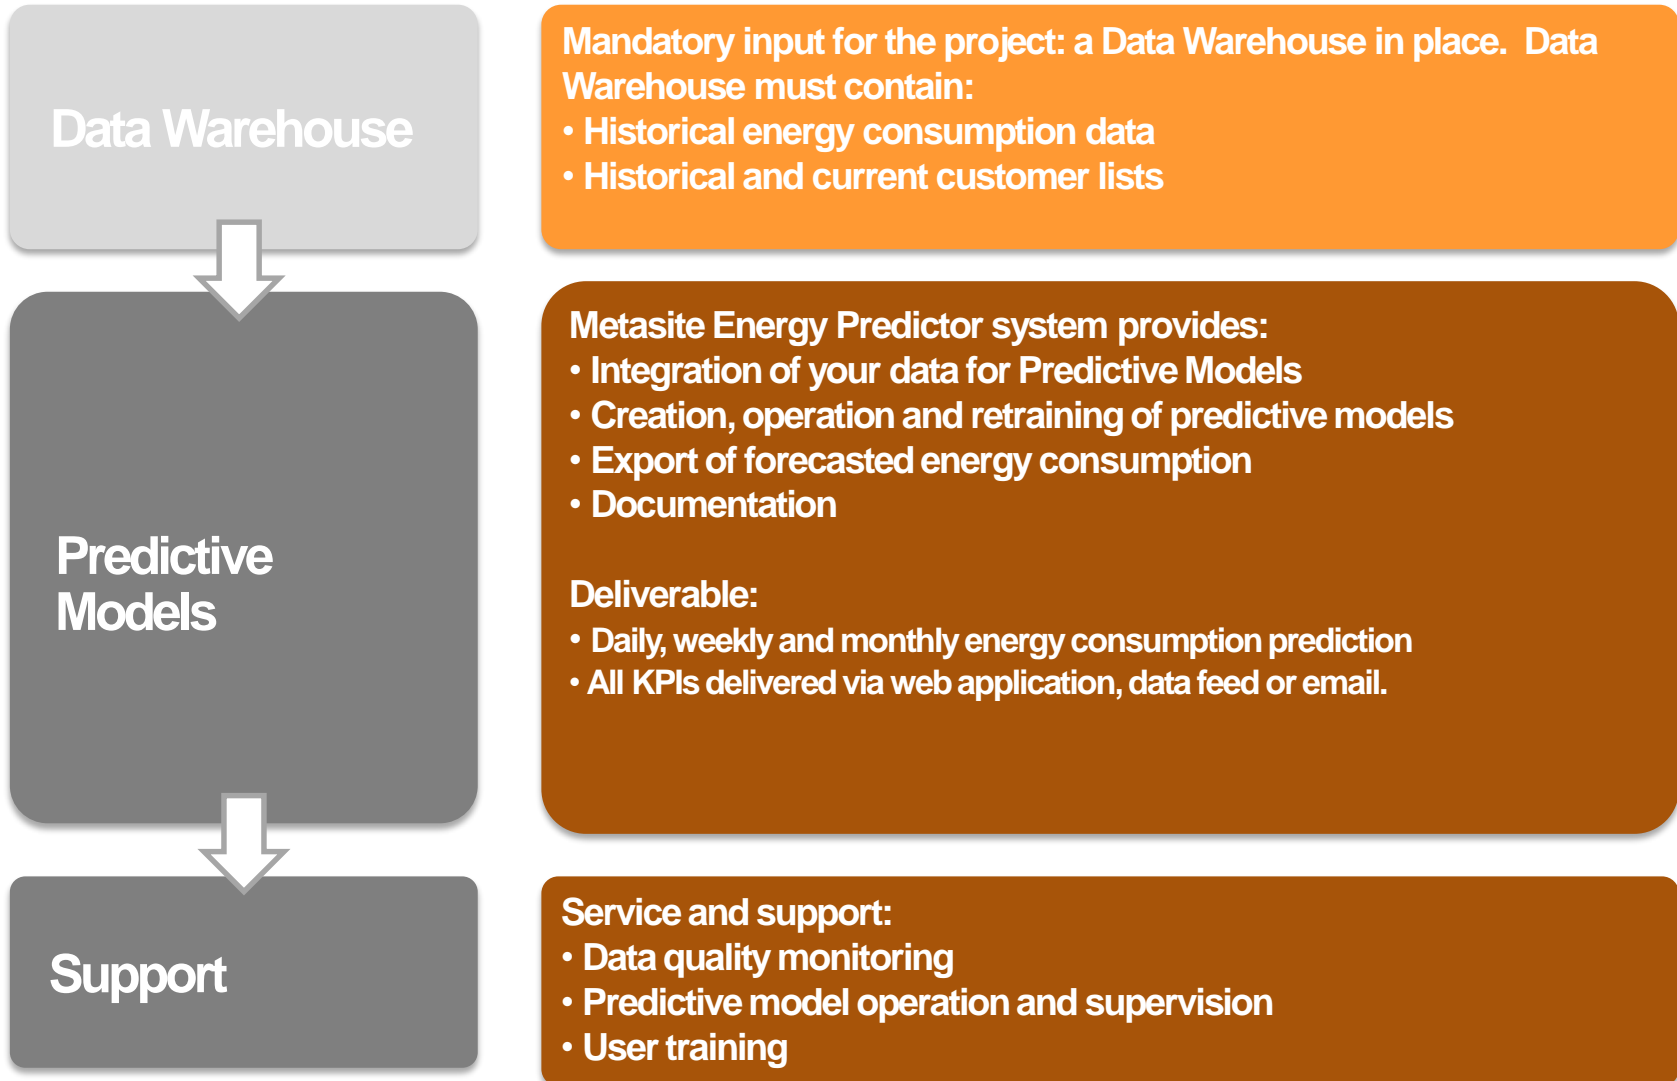 Data Warehouse
Mandatory input for the project: a Data Warehouse in place.  Data
Warehouse must contain:
• Historical energy consumption data
• Historical and current customer lists
Predictive
Models
Metasite Energy Predictor system provides:
• Integration of your data for Predictive Models
• Creation, operation and retraining of predictive models
• Export of forecasted energy consumption
• Documentation
Deliverable:
• Daily, weekly and monthly energy consumption prediction
• All KPIs delivered via web application, data feed or email.
Support
Service and support:
• Data quality monitoring
• Predictive model operation and supervision
• User training